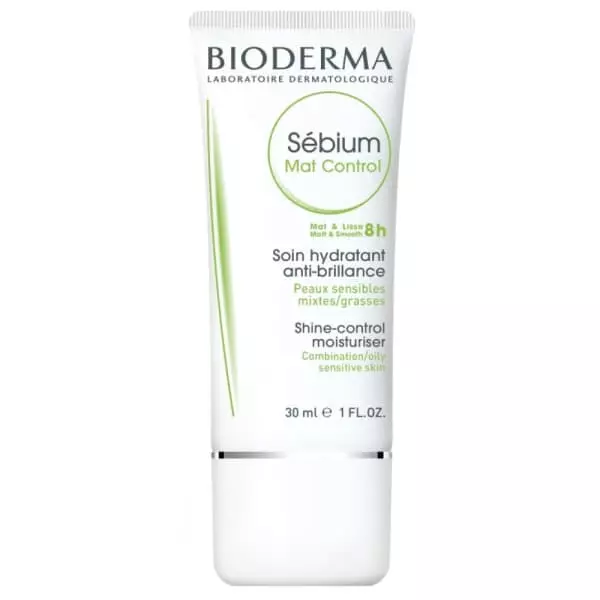 BIODERMA
LABORATOIRE DERMATOLOGIQUE
Sébium
Mat Control
Mat & Lisse
Matt & Smooth 8h
Soin hydratant
anti-brillance
Peaux sensibles
mixtes/grasses
Shine-control
moisturiser
Combination/oily
sensitive skin
30 ml ℮ 1 FL.OZ.